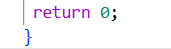 return 0;
}